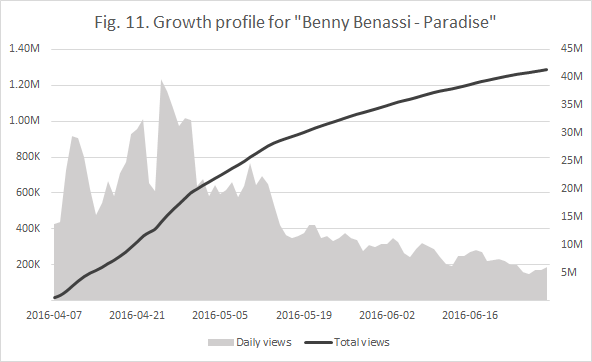 Fig. 11. Growth profile for "Benny Benassi - Paradise"
1.40M
1.20M
1.00M
800K
600K
400K
200K
45M
40M
35M
30M
25M
20M
15M
10M
5M
2016-04-07 2016-04-21 2016-05-05 2016-05-19 2016-06-02 2016-06-16
Daily views Total views